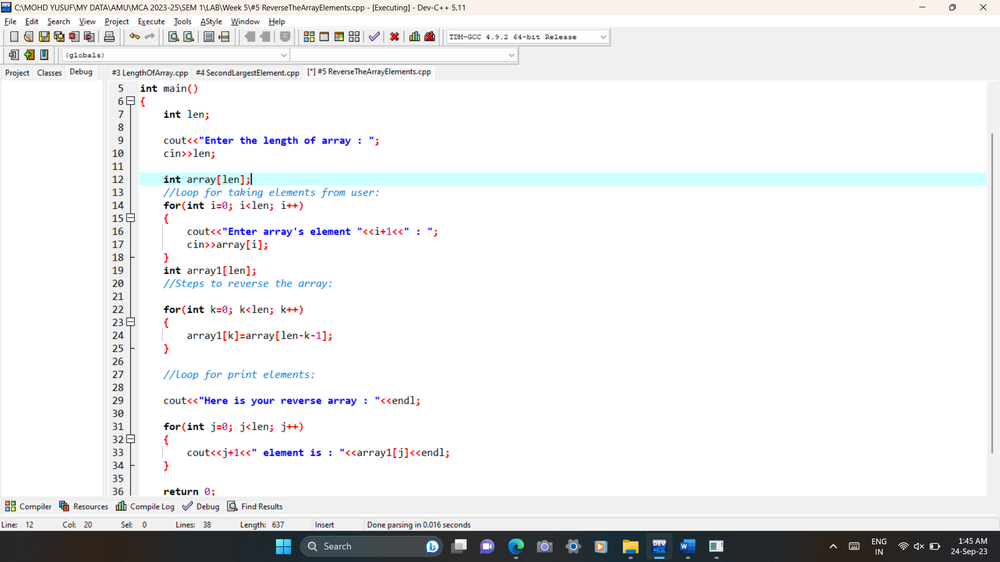 C:\MOHD YUSUF\MY DATA\AMU\MCA 2023-25\SEM 1\LAB\Week 5\#5 ReverseTheArrayElements.cpp - [Executing] - Dev-C++ 5.11
File Edit Search View Project Execute Tools AStyle Window Help
TDM-GCC 4.9.2 64-bit Release
(globals)
Project Classes Debug #3 LengthOfArray.cpp #4 SecondLargestElement.cpp [*] #5 ReverseTheArrayElements.cpp
5 int main()
6 {
7 int len;
8
9 cout<<"Enter the length of array : ";
10 cin>>len;
11
12 int array[len];
13 //loop for taking elements from user:
14 for(int i=0; i<len; i++)
15 {
16 cout<<"Enter array's element "<<i+1<<" : ";
17 cin>>array[i];
18 }
19 int array1[len];
20 //Steps to reverse the array:
21
22 for(int k=0; k<len; k++)
23 {
24 array1[k]=array[len-k-1];
25 }
26
27 //loop for print elements:
28
29 cout<<"Here is your reverse array : "<<endl;
30
31 for(int j=0; j<len; j++)
32 {
33 cout<<j+1<<" element is : "<<array1[j]<<endl;
34 }
35
36 return 0;
Compiler Resources Compile Log Debug Find Results
Line: 12 Col: 20 Sel: 0 Lines: 38 Length: 637 Insert Done parsing in 0.016 seconds
Search DEV W ENG 1:45 AM
IN 24-Sep-23